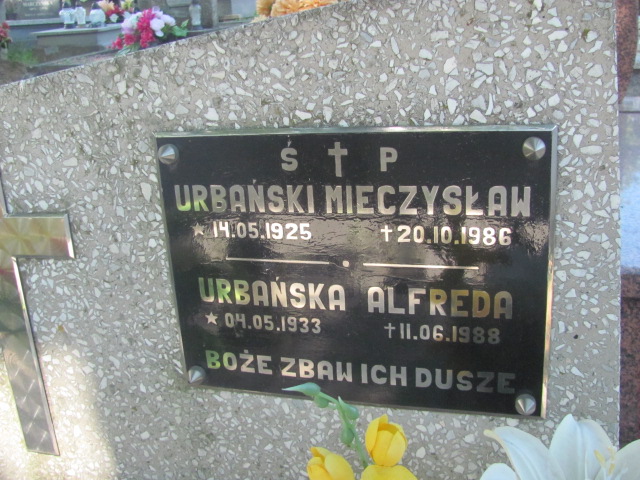 Ś † P
URBAŃSKI MIECZYSŁAW
★ 14.05.1925 † 20.10.1986
URBAŃSKA ALFREDA
★ 04.05.1933 † 11.06.1988
BOŻE ZBAW ICH DUSZE